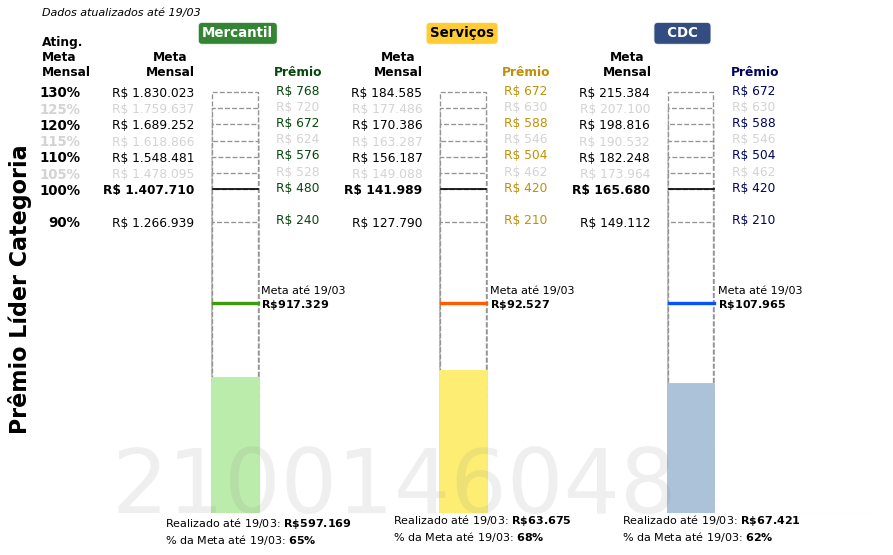 Dados atualizados até 19/03
Mercantil Serviços CDC
Ating. Meta Mensal Meta Mensal Prêmio Meta Mensal Prêmio Meta Mensal Prêmio
130% R$ 1.830.023 R$ 768 R$ 184.585 R$ 672 R$ 215.384 R$ 672
125% R$ 1.759.637 R$ 720 R$ 177.486 R$ 630 R$ 207.100 R$ 630
120% R$ 1.689.252 R$ 672 R$ 170.386 R$ 588 R$ 198.816 R$ 588
115% R$ 1.618.866 R$ 624 R$ 163.287 R$ 546 R$ 190.532 R$ 546
110% R$ 1.548.481 R$ 576 R$ 156.187 R$ 504 R$ 182.248 R$ 504
105% R$ 1.478.095 R$ 528 R$ 149.088 R$ 462 R$ 173.964 R$ 462
100% R$ 1.407.710 R$ 480 R$ 141.989 R$ 420 R$ 165.680 R$ 420
90% R$ 1.266.939 R$ 240 R$ 127.790 R$ 210 R$ 149.112 R$ 210
Prêmio Líder Categoria
Meta até 19/03 Meta até 19/03 Meta até 19/03
R$917.329 R$92.527 R$107.965
2100146048
Realizado até 19/03: R$597.169 Realizado até 19/03: R$63.675 Realizado até 19/03: R$67.421
% da Meta até 19/03: 65% % da Meta até 19/03: 68% % da Meta até 19/03: 62%